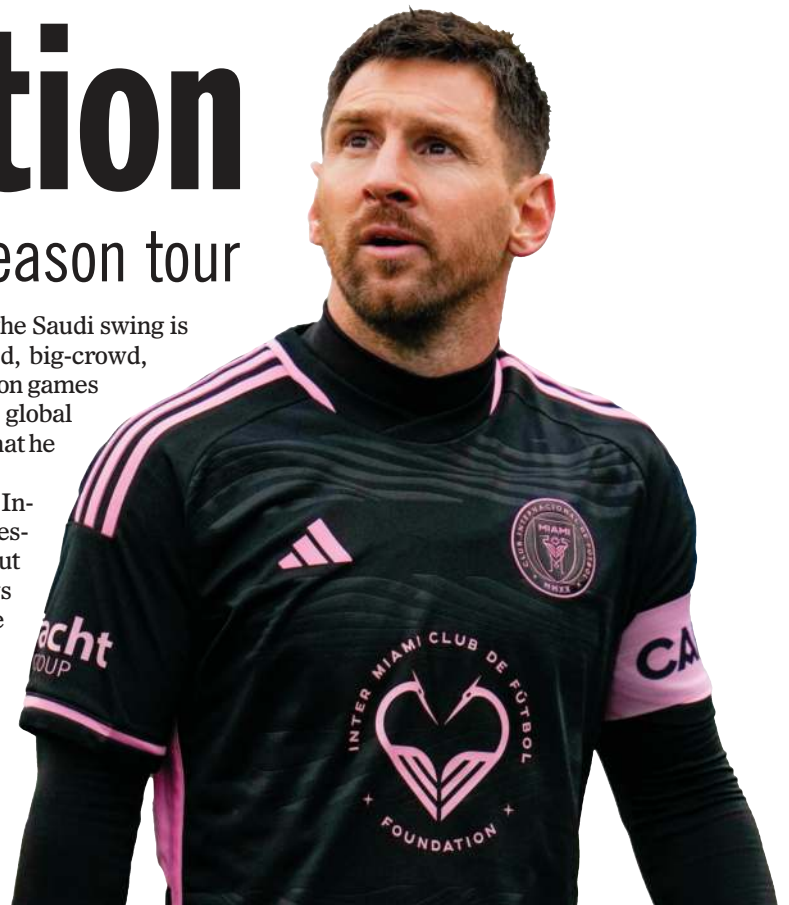 tion
eason tour
he Saudi swing is
d, big-crowd,
on games
global
hat he
In-
es-
ut
s
e
acht
OUP
CLUB INTERNACIONAL DE FÚTBOL
MIAMI
MMXX
CA
INTER MIAMI CLUB DE FÚTBOL
FOUNDATION